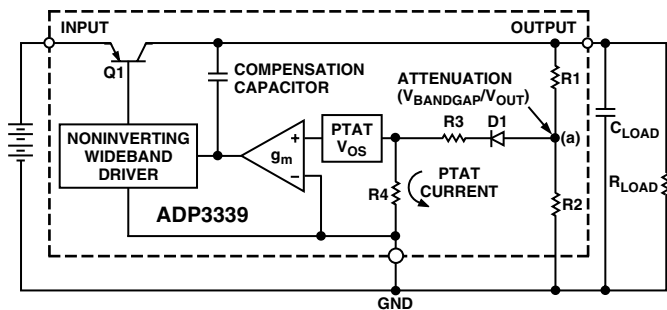 INPUT
OUTPUT
Q1
COMPENSATION
CAPACITOR
ATTENUATION
(VBANDGAP/VOUT)
R1
R3
D1
(a)
CLOAD
RLOAD
NONINVERTING
WIDEBAND
DRIVER
gm
+
−
PTAT
VOS
R4
PTAT
CURRENT
R2
ADP3339
GND